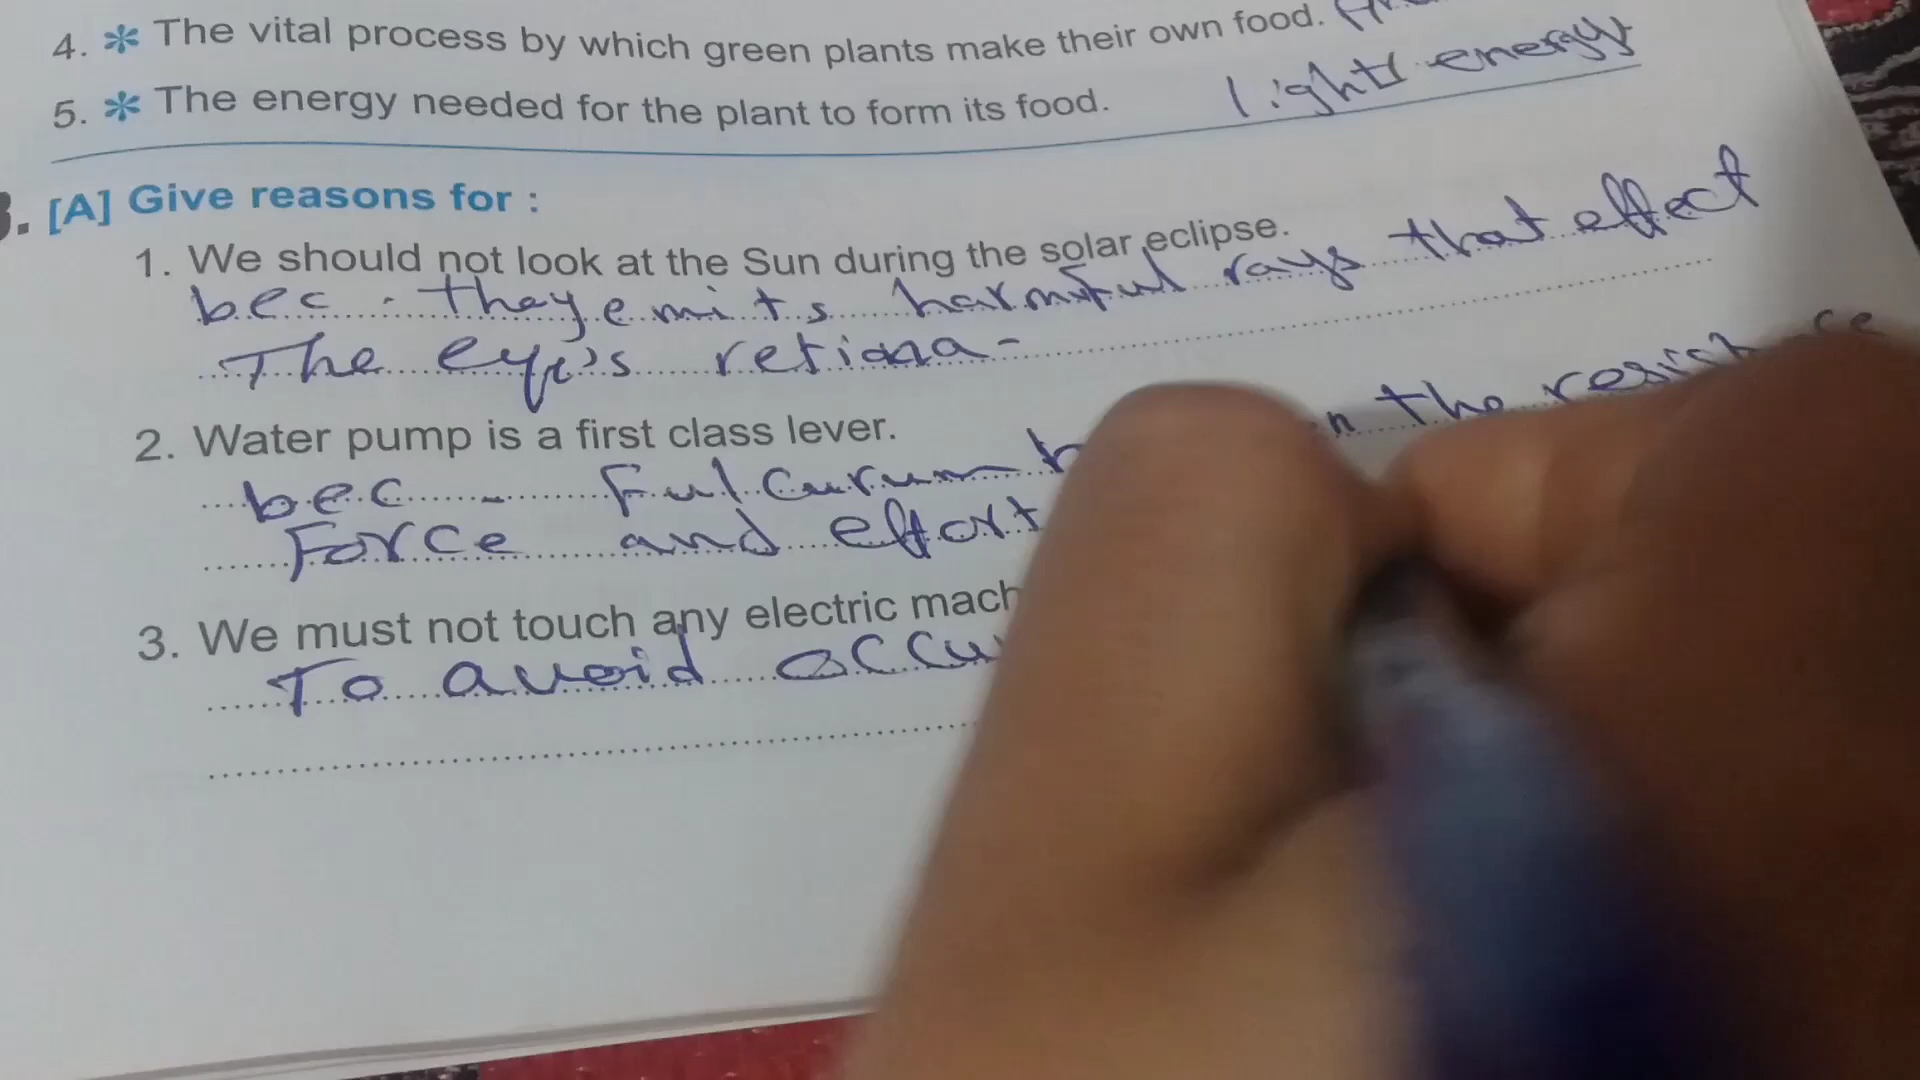 4. * The vital process by which green plants make their own food.
5. * The energy needed for the plant to form its food. light energy
[A] Give reasons for :
1. We should not look at the Sun during the solar eclipse.
bec. they emits harmful rays that effect
The eye's retina-
2. Water pump is a first class lever.
bec - Fulcurum the resist
Force and effort
3. We must not touch any electric mach
To avoid occu